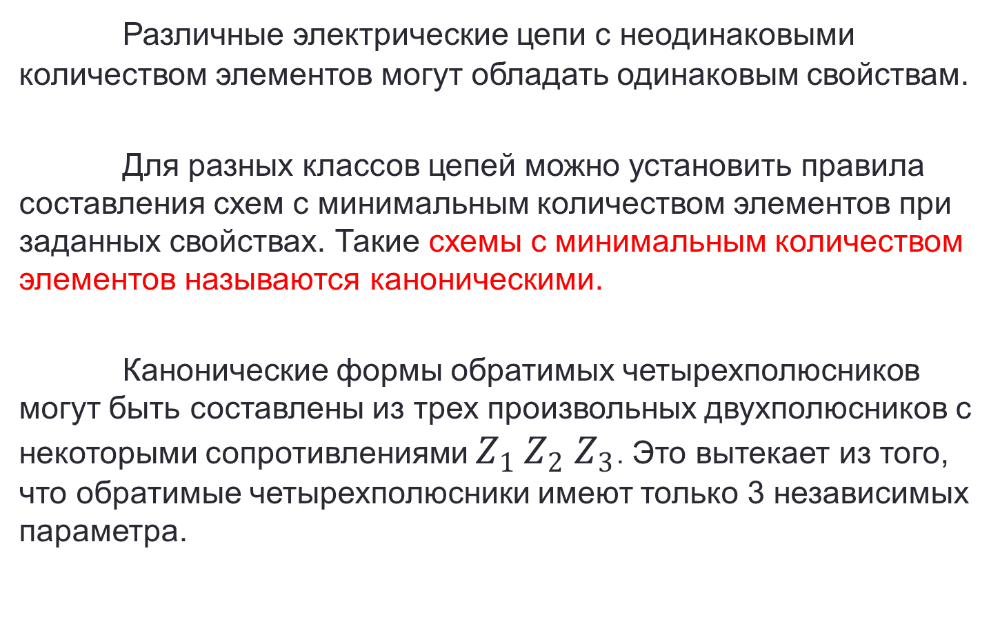 Различные электрические цепи с неодинаковыми
количеством элементов могут обладать одинаковым свойствам.
Для разных классов цепей можно установить правила
составления схем с минимальным количеством элементов при
заданных свойствах. Такие схемы с минимальным количеством
элементов называются каноническими.
Канонические формы обратимых четырехполюсников
могут быть составлены из трех произвольных двухполюсников с
некоторыми сопротивлениями Z₁ Z₂ Z₃. Это вытекает из того,
что обратимые четырехполюсники имеют только 3 независимых
параметра.